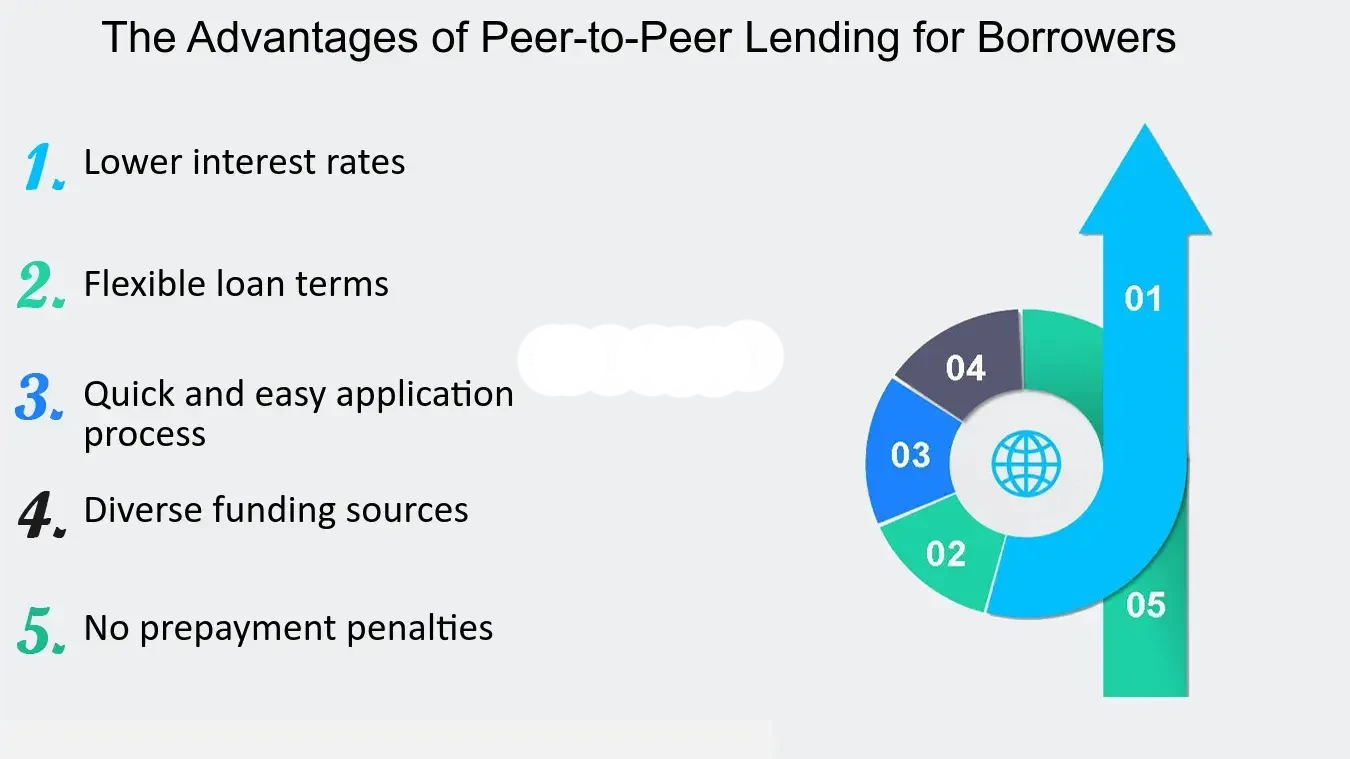 The Advantages of Peer-to-Peer Lending for Borrowers
1. Lower interest rates
2. Flexible loan terms
3. Quick and easy application
process
4. Diverse funding sources
5. No prepayment penalties
01
04
03
02
05